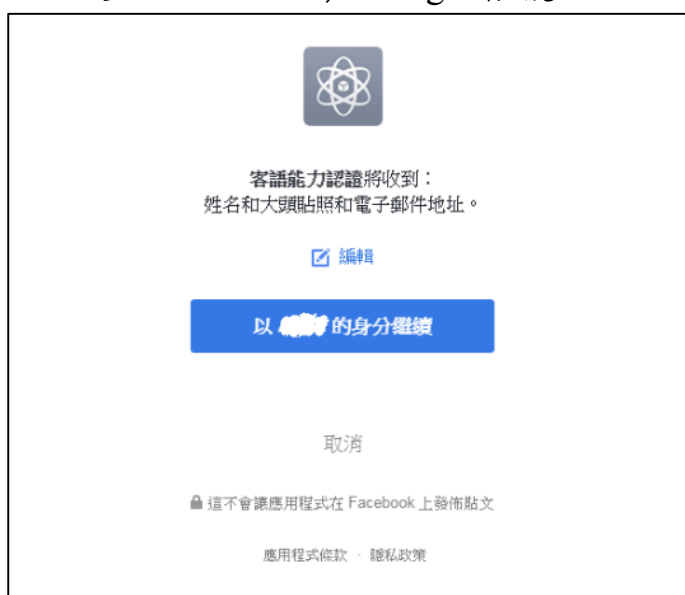 客語能力認證將收到：
姓名和大頭貼照和電子郵件地址。
編輯
以 的身分繼續
取消
這不會讓應用程式在 Facebook 上發佈貼文
應用程式條款 · 隱私政策